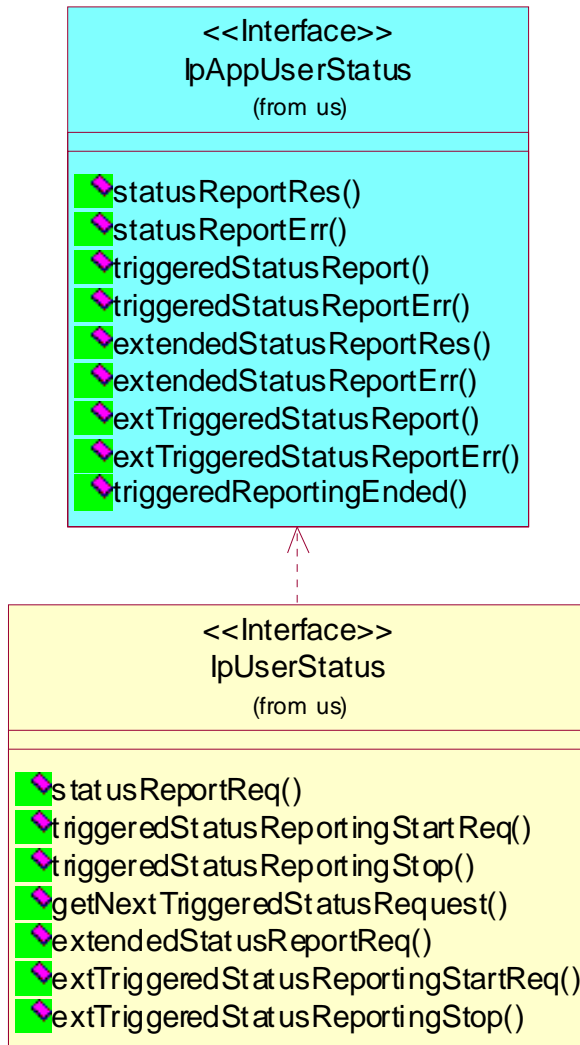 <<Interface>>
IpAppUserStatus
(from us)
statusReportRes()
statusReportErr()
triggeredStatusReport()
triggeredStatusReportErr()
extendedStatusReportRes()
extendedStatusReportErr()
extTriggeredStatusReport()
extTriggeredStatusReportErr()
triggeredReportingEnded()
<<Interface>>
IpUserStatus
(from us)
statusReportReq()
triggeredStatusReportingStartReq()
triggeredStatusReportingStop()
getNextTriggeredStatusRequest()
extendedStatusReportReq()
extTriggeredStatusReportingStartReq()
extTriggeredStatusReportingStop()